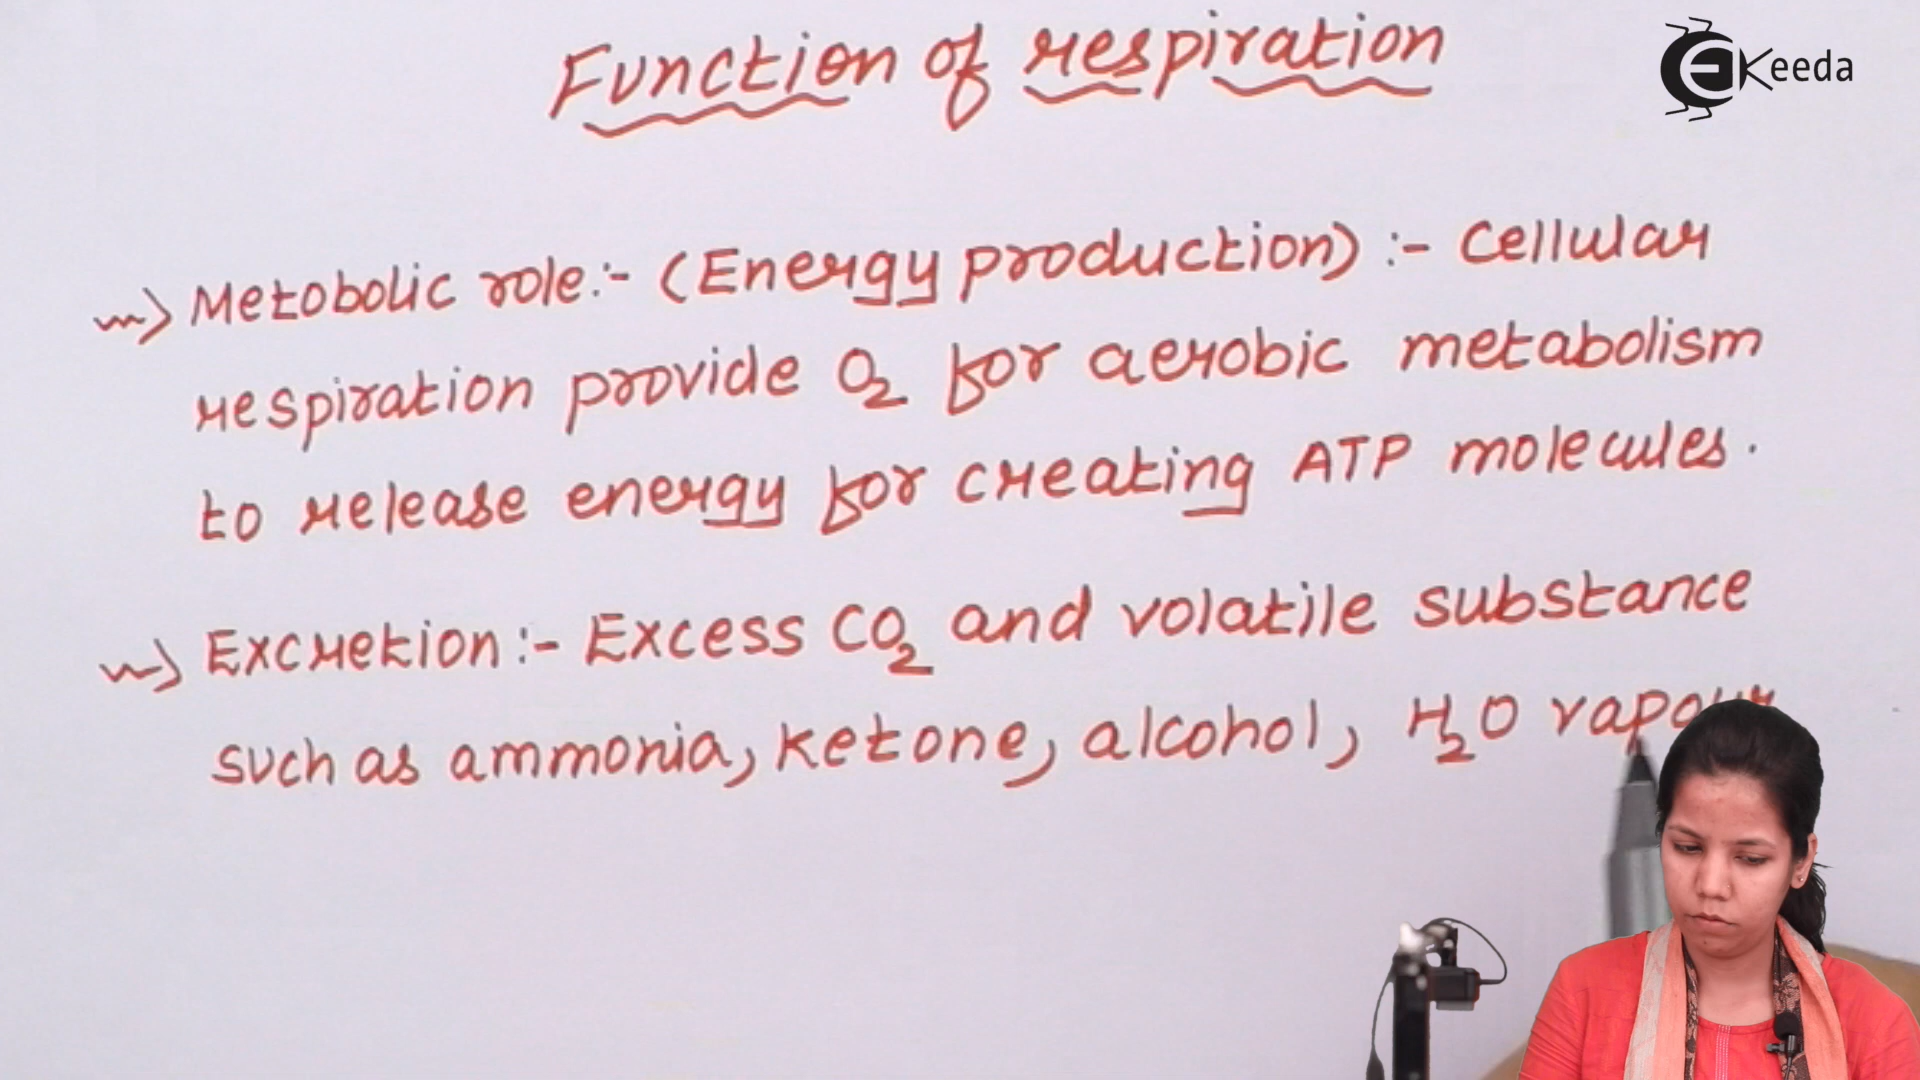 Function of respiration
EKeeda
Metobolic role:- (Energy production) :- Cellular
respiration provide O₂ for aerobic metabolism
to release energy for creating ATP molecules.
Excretion:- Excess CO₂ and volatile substance
such as ammonia, ketone, alcohol, H₂O vapour